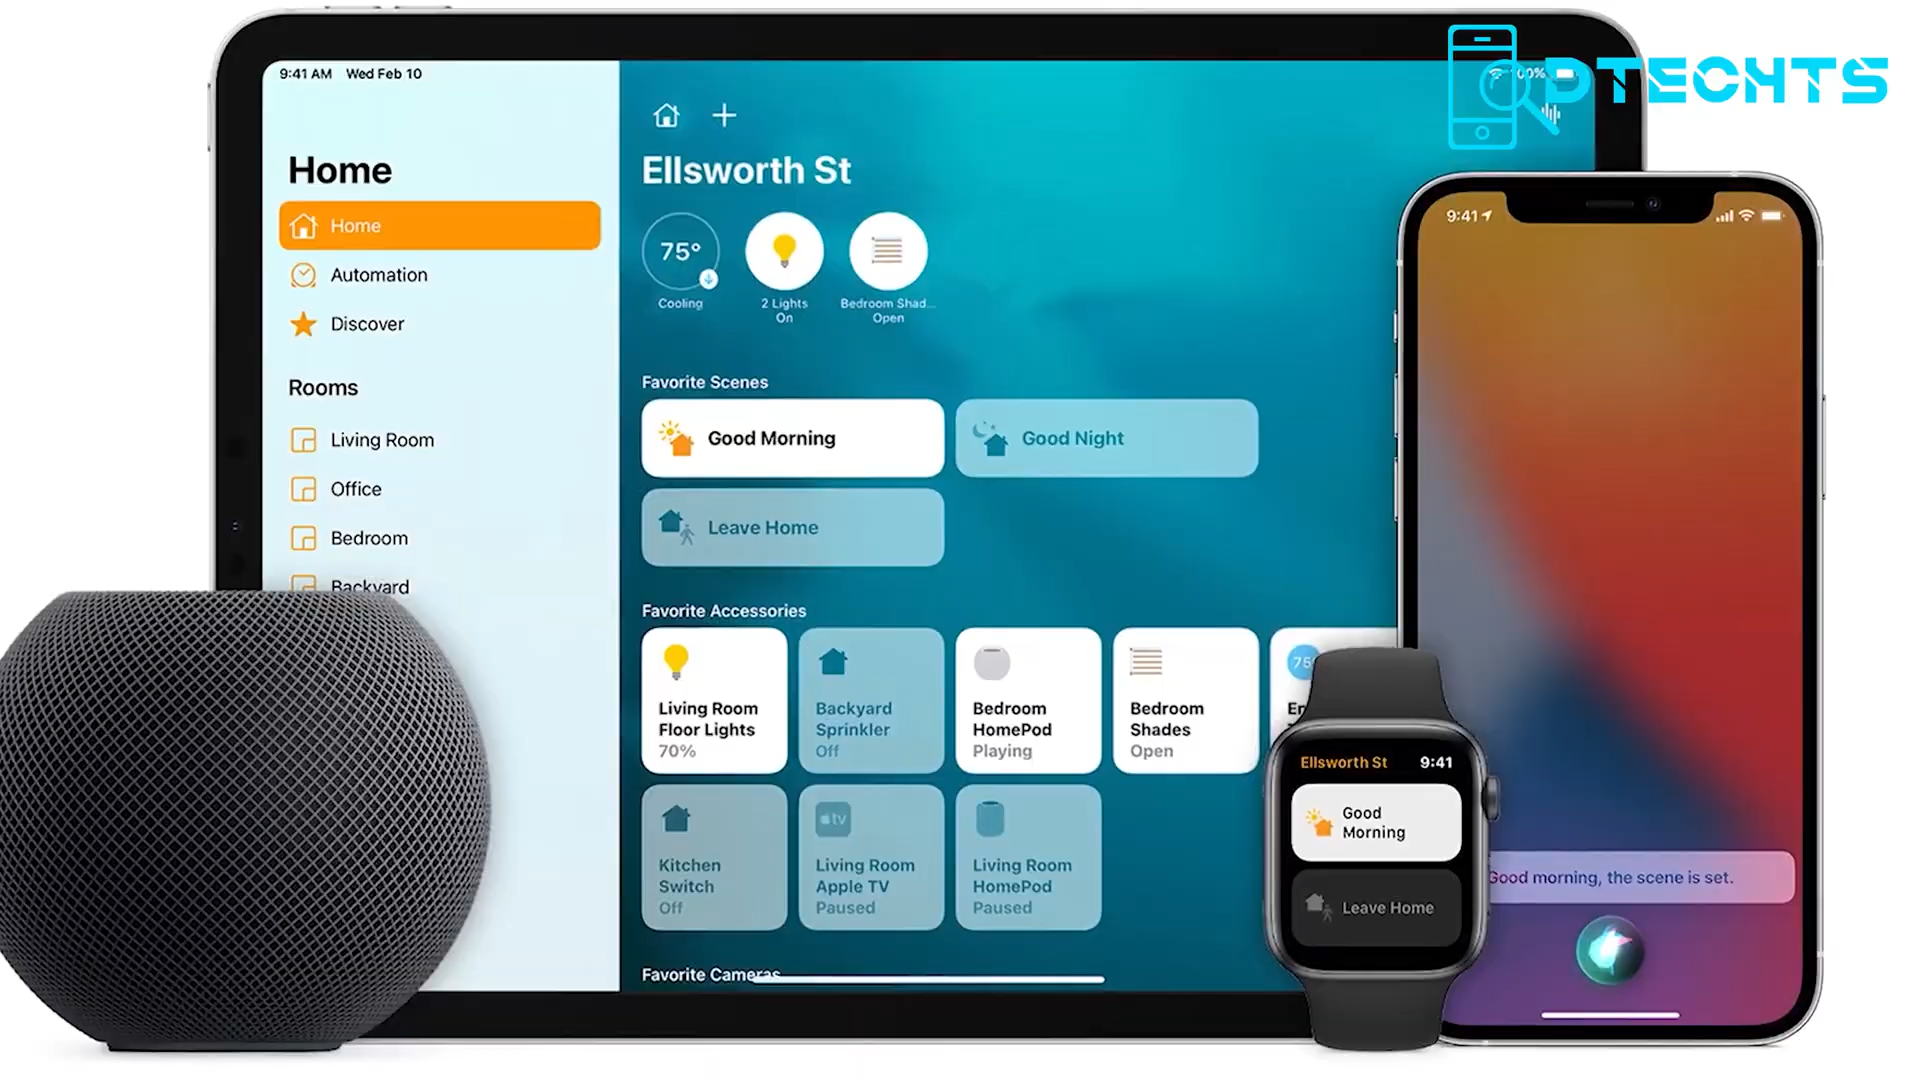 9:41 AM Wed Feb 10
100%
DTECHTS
Home
Home
Automation
Discover
Rooms
Living Room
Office
Bedroom
Backyard
Ellsworth St
75°
Cooling
2 Lights
On
Bedroom Shad...
Open
Favorite Scenes
Good Morning
Good Night
Leave Home
Favorite Accessories
Living Room
Floor Lights
70%
Backyard
Sprinkler
Off
Bedroom
HomePod
Playing
Bedroom
Shades
Open
75
Kitchen
Switch
Off
tv
Living Room
Apple TV
Paused
Living Room
HomePod
Paused
Favorite Cameras
Ellsworth St 9:41
Good
Morning
Leave Home
9:41
Good morning, the scene is set.